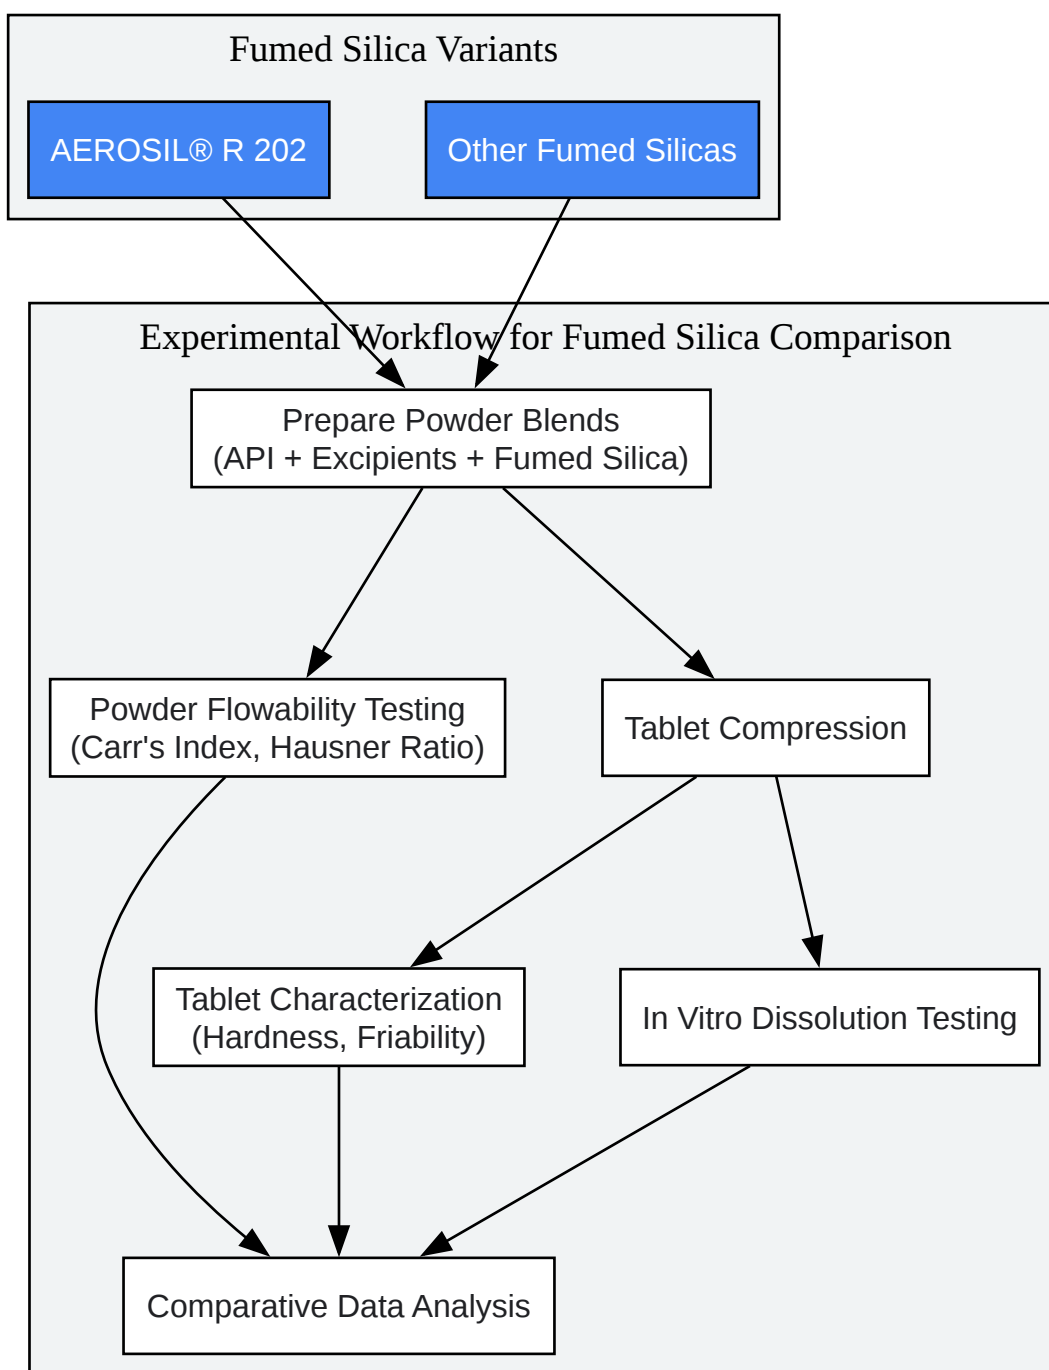 Fumed Silica Variants
AEROSIL® R 202
Other Fumed Silicas
Experimental Workflow for Fumed Silica Comparison
Prepare Powder Blends
(API + Excipients + Fumed Silica)
Powder Flowability Testing
(Carr's Index, Hausner Ratio)
Tablet Compression
Tablet Characterization
(Hardness, Friability)
In Vitro Dissolution Testing
Comparative Data Analysis